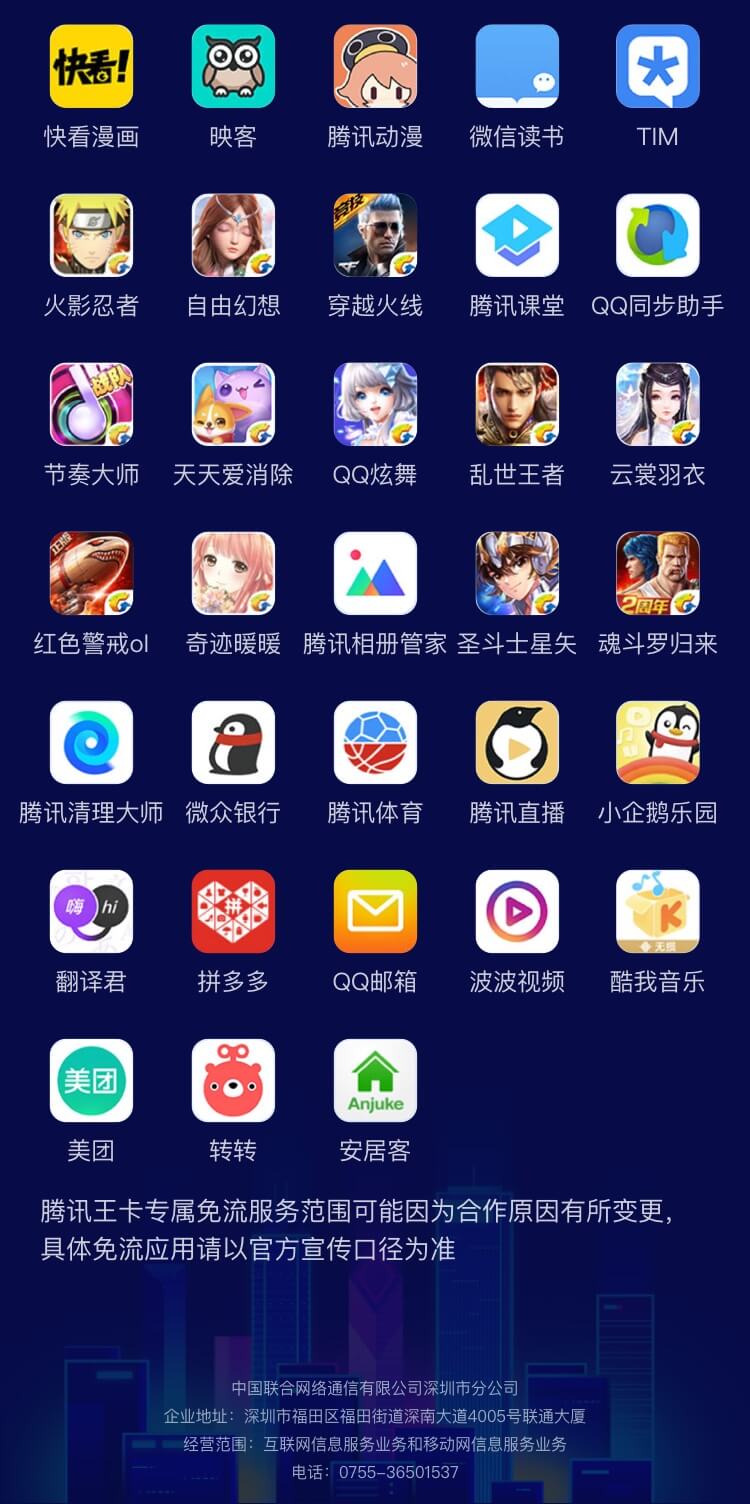 快看!
快看漫画 映客 腾讯动漫 微信读书 TIM
竞技
火影忍者 自由幻想 穿越火线 腾讯课堂 QQ同步助手
战队
节奏大师 天天爱消除 QQ炫舞 乱世王者 云裳羽衣
正版 2周年
红色警戒ol 奇迹暖暖 腾讯相册管家 圣斗士星矢 魂斗罗归来
腾讯清理大师 微众银行 腾讯体育 腾讯直播 小企鹅乐园
嗨 hi 拼 K 无损
翻译君 拼多多 QQ邮箱 波波视频 酷我音乐
美团 Anjuke
美团 转转 安居客
腾讯王卡专属免流服务范围可能因为合作原因有所变更,
具体免流应用请以官方宣传口径为准
中国联合网络通信有限公司深圳市分公司
企业地址：深圳市福田区福田街道深南大道4005号联通大厦
经营范围：互联网信息服务业务和移动网信息服务业务
电话：0755-36501537